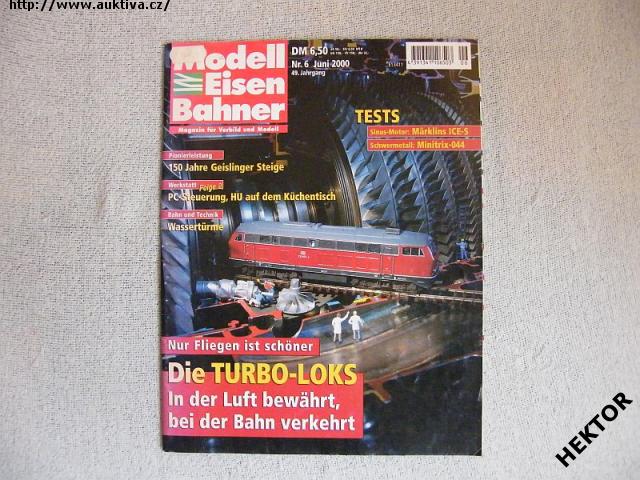 http://www.auktiva.cz/
Modell
Eisen
Bahner
Magazin für Vorbild und Modell
DM 6,50
Nr. 6 Juni 2000
49. Jahrgang
TESTS
Sinus-Motor: Märklins ICE-S
Schwermetall: Minitrix-044
Pionierleistung
150 Jahre Geislinger Steige
Werkstatt Folge 2
PC-Steuerung, HU auf dem Küchentisch
Bahn und Technik
Wassertürme
Nur Fliegen ist schöner
Die TURBO-LOKS
In der Luft bewährt,
bei der Bahn verkehrt
HEKTOR